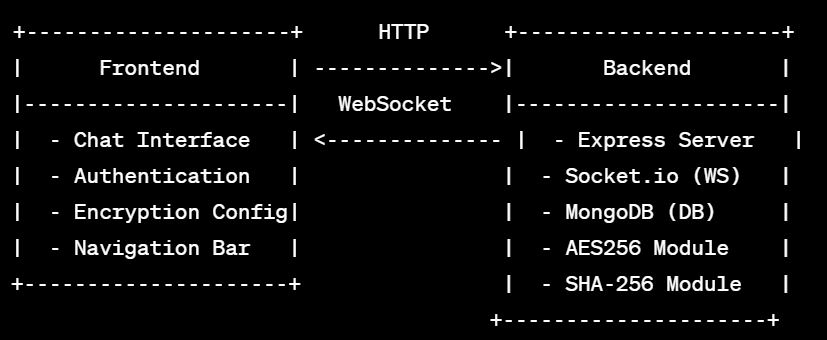 +---------------------+      HTTP      +---------------------+
|      Frontend       | -------------->|       Backend       |
|---------------------|   WebSocket    |---------------------|
|  - Chat Interface   | <-------------- |  - Express Server   |
|  - Authentication   |                |  - Socket.io (WS)   |
|  - Encryption Config|                |  - MongoDB (DB)     |
|  - Navigation Bar   |                |  - AES256 Module    |
+---------------------+                |  - SHA-256 Module   |
                                      +---------------------+